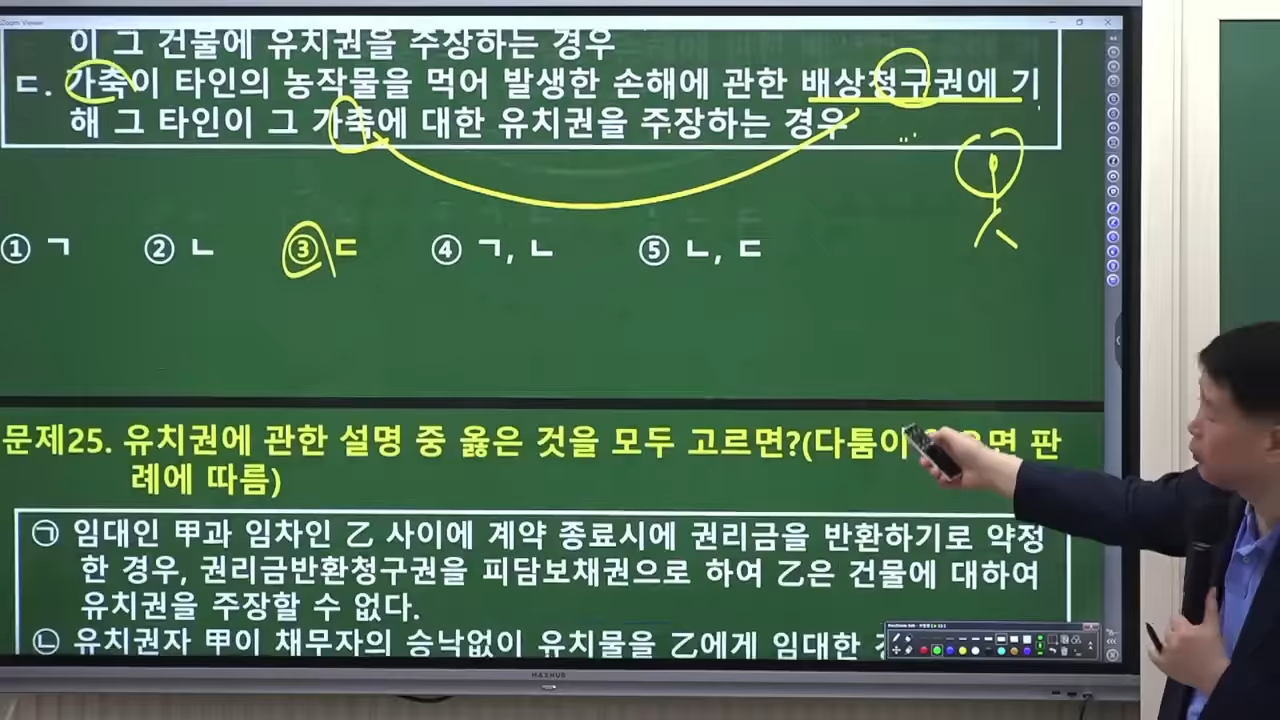 Zoom Viewer
이 그 건물에 유치권을 주장하는 경우
ㄷ. 가축이 타인의 농작물을 먹어 발생한 손해에 관한 배상청구권에 기
해 그 타인이 그 가축에 대한 유치권을 주장하는 경우
① ㄱ ② ㄴ ③ ㄷ ④ ㄱ, ㄴ ⑤ ㄴ, ㄷ
문제25. 유치권에 관한 설명 중 옳은 것을 모두 고르면?(다툼이 으면 판
례에 따름)
㉠ 임대인 甲과 임차인 乙 사이에 계약 종료시에 권리금을 반환하기로 약정
한 경우, 권리금반환청구권을 피담보채권으로 하여 乙은 건물에 대하여
유치권을 주장할 수 없다.
㉡ 유치권자 甲이 채무자의 승낙없이 유치물을 乙에게 임대한
MAXHUB